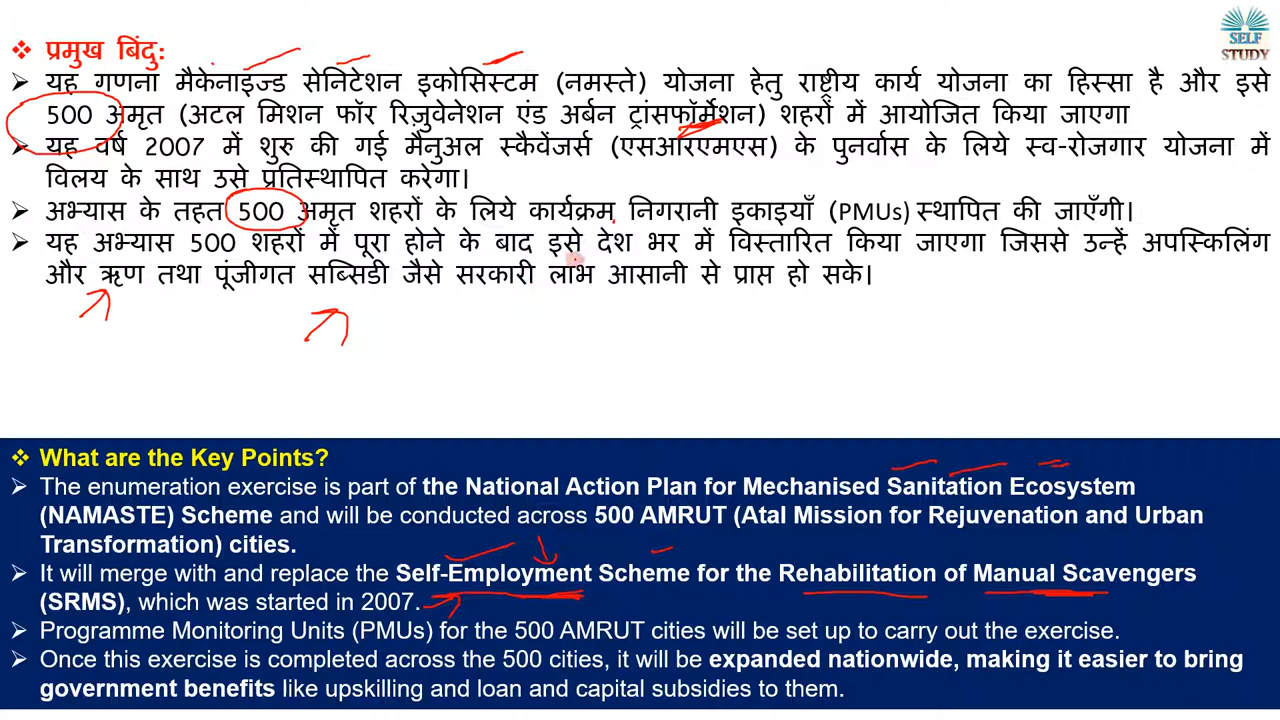 SELF
STUDY
❖ प्रमुख बिंदु:
➢ यह गणना मैकेनाइज्ड सेनिटेशन इकोसिस्टम (नमस्ते) योजना हेतु राष्ट्रीय कार्य योजना का हिस्सा है और इसे
500 अमृत (अटल मिशन फॉर रिज़ुवेनेशन एंड अर्बन ट्रांसफॉर्मेशन) शहरों में आयोजित किया जाएगा
➢ यह वर्ष 2007 में शुरु की गई मैनुअल स्कैवेंजर्स (एसआरएमएस) के पुनर्वास के लिये स्व-रोजगार योजना में
विलय के साथ उसे प्रतिस्थापित करेगा।
➢ अभ्यास के तहत 500 अमृत शहरों के लिये कार्यक्रम निगरानी इकाइयाँ (PMUs) स्थापित की जाएँगी।
➢ यह अभ्यास 500 शहरों में पूरा होने के बाद इसे देश भर में विस्तारित किया जाएगा जिससे उन्हें अपस्किलिंग
और ऋण तथा पूंजीगत सब्सिडी जैसे सरकारी लाभ आसानी से प्राप्त हो सके।
❖ What are the Key Points?
➢ The enumeration exercise is part of the National Action Plan for Mechanised Sanitation Ecosystem
(NAMASTE) Scheme and will be conducted across 500 AMRUT (Atal Mission for Rejuvenation and Urban
Transformation) cities.
➢ It will merge with and replace the Self-Employment Scheme for the Rehabilitation of Manual Scavengers
(SRMS), which was started in 2007.
➢ Programme Monitoring Units (PMUs) for the 500 AMRUT cities will be set up to carry out the exercise.
➢ Once this exercise is completed across the 500 cities, it will be expanded nationwide, making it easier to bring
government benefits like upskilling and loan and capital subsidies to them.